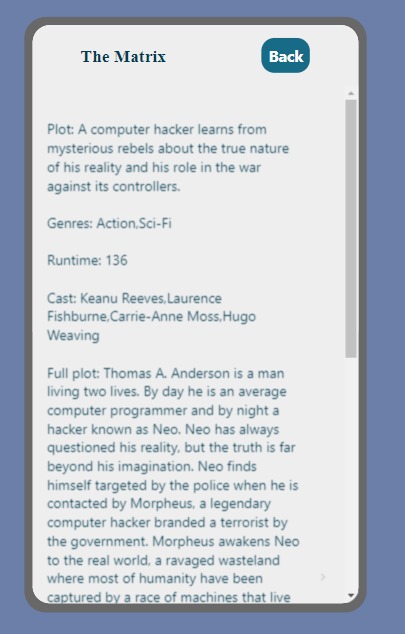 The Matrix
Back
Plot: A computer hacker learns from
mysterious rebels about the true nature
of his reality and his role in the war
against its controllers.
Genres: Action,Sci-Fi
Runtime: 136
Cast: Keanu Reeves,Laurence
Fishburne,Carrie-Anne Moss,Hugo
Weaving
Full plot: Thomas A. Anderson is a man
living two lives. By day he is an average
computer programmer and by night a
hacker known as Neo. Neo has always
questioned his reality, but the truth is far
beyond his imagination. Neo finds
himself targeted by the police when he is
contacted by Morpheus, a legendary
computer hacker branded a terrorist by
the government. Morpheus awakens Neo
to the real world, a ravaged wasteland
where most of humanity have been
captured by a race of machines that live